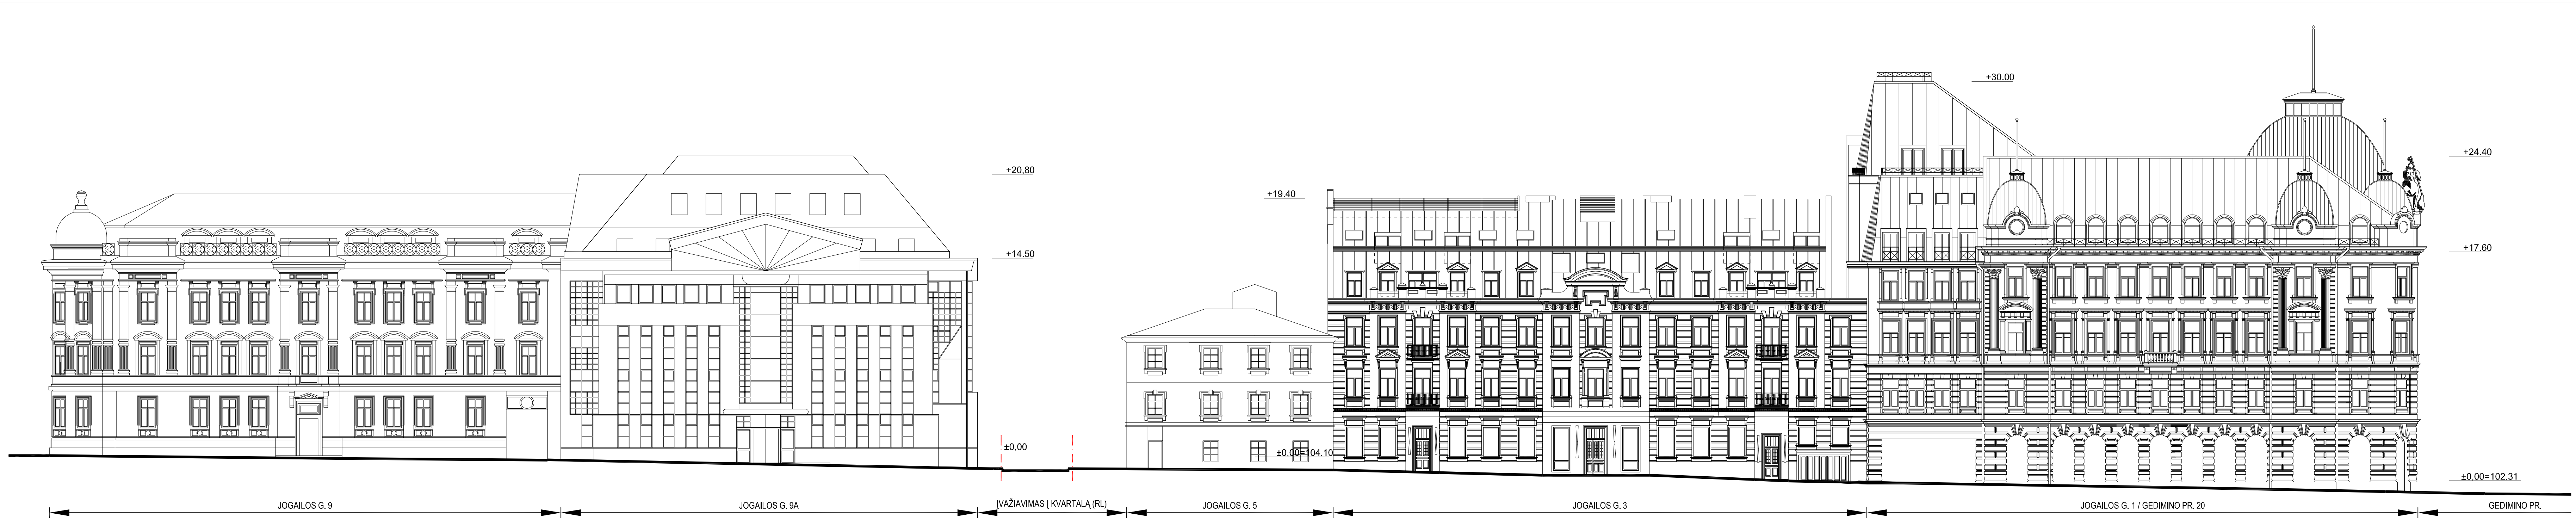 +30.00
+24.40
+20,80
+19.40
+17.60
+14.50
±0,00
±0,00=104.10
±0,00=102.31
JOGAILOS G. 9
JOGAILOS G. 9A
ĮVAŽIAVIMAS Į KVARTALĄ (RL)
JOGAILOS G. 5
JOGAILOS G. 3
JOGAILOS G. 1 / GEDIMINO PR. 20
GEDIMINO PR.